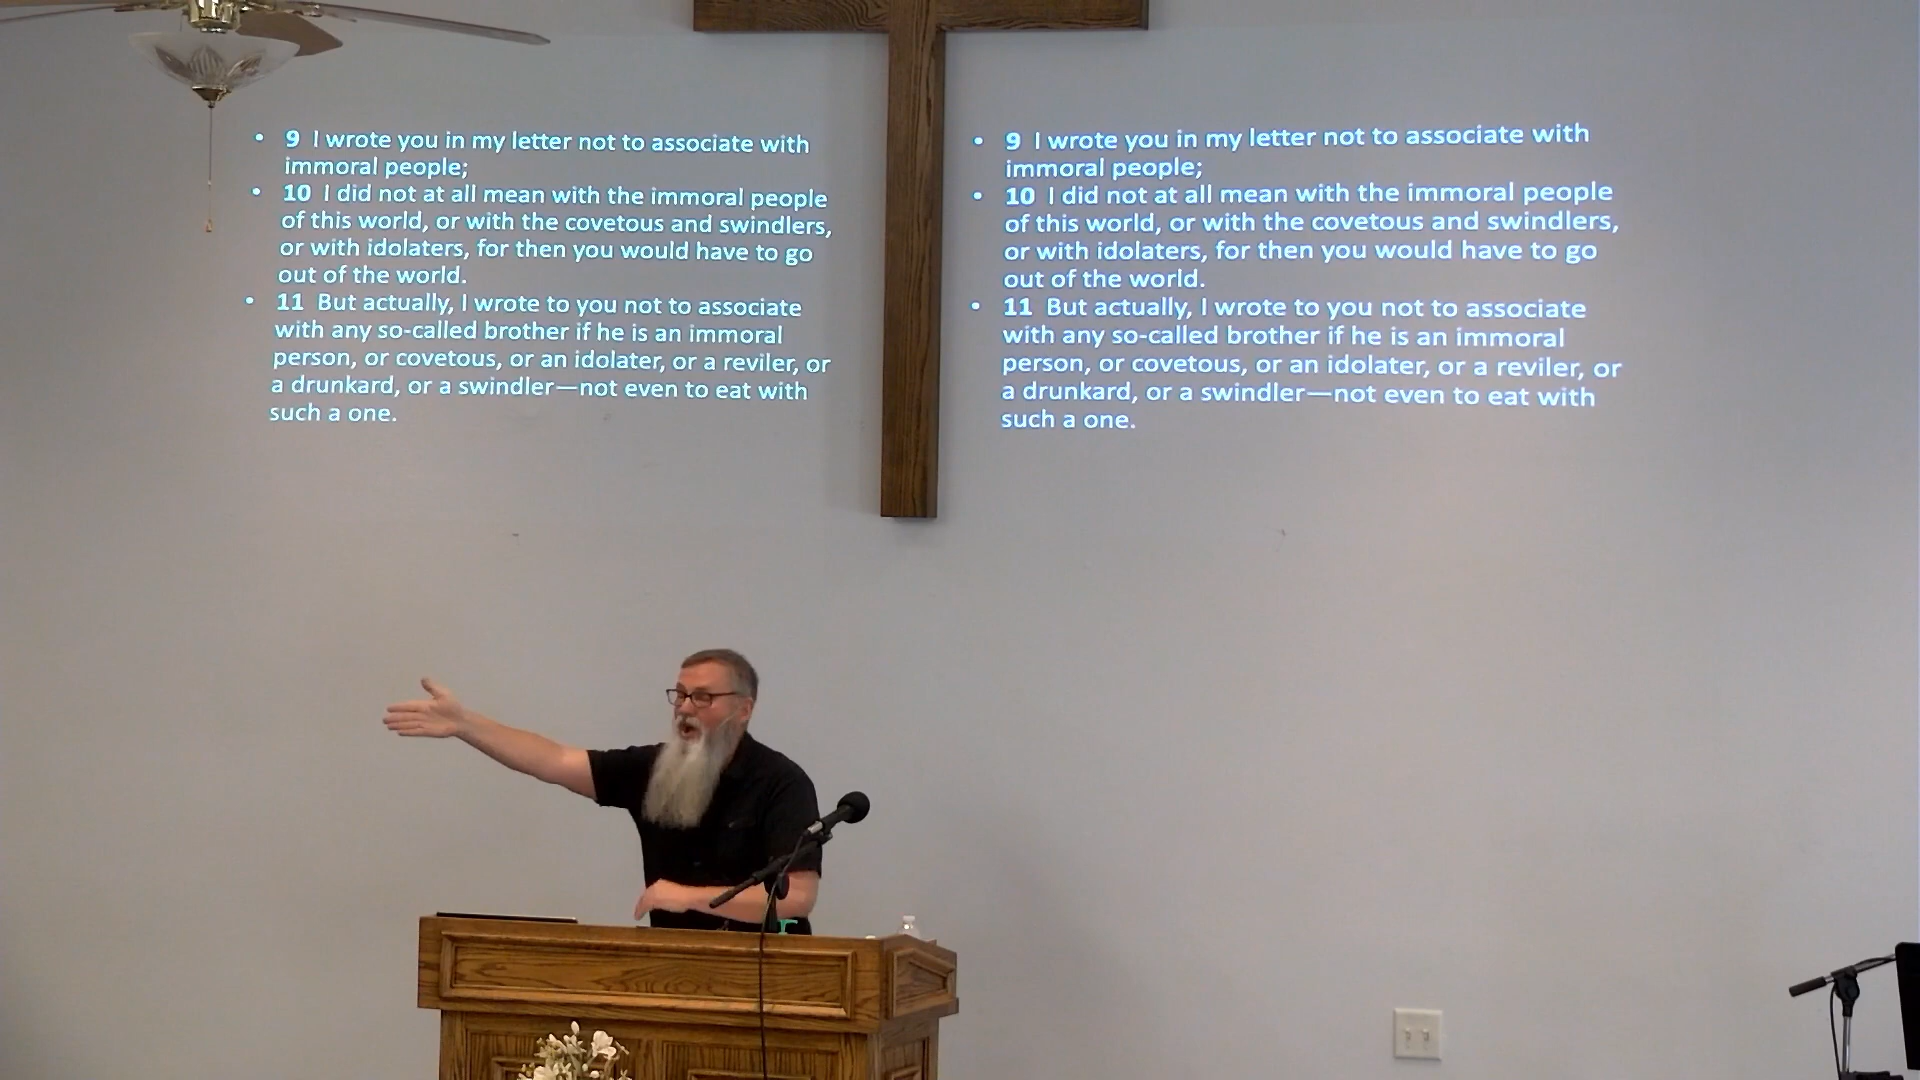 • 9 I wrote you in my letter not to associate with
immoral people;
• 10 I did not at all mean with the immoral people
of this world, or with the covetous and swindlers,
or with idolaters, for then you would have to go
out of the world.
• 11 But actually, I wrote to you not to associate
with any so-called brother if he is an immoral
person, or covetous, or an idolater, or a reviler, or
a drunkard, or a swindler—not even to eat with
such a one.
• 9 I wrote you in my letter not to associate with
immoral people;
• 10 I did not at all mean with the immoral people
of this world, or with the covetous and swindlers,
or with idolaters, for then you would have to go
out of the world.
• 11 But actually, I wrote to you not to associate
with any so-called brother if he is an immoral
person, or covetous, or an idolater, or a reviler, or
a drunkard, or a swindler—not even to eat with
such a one.